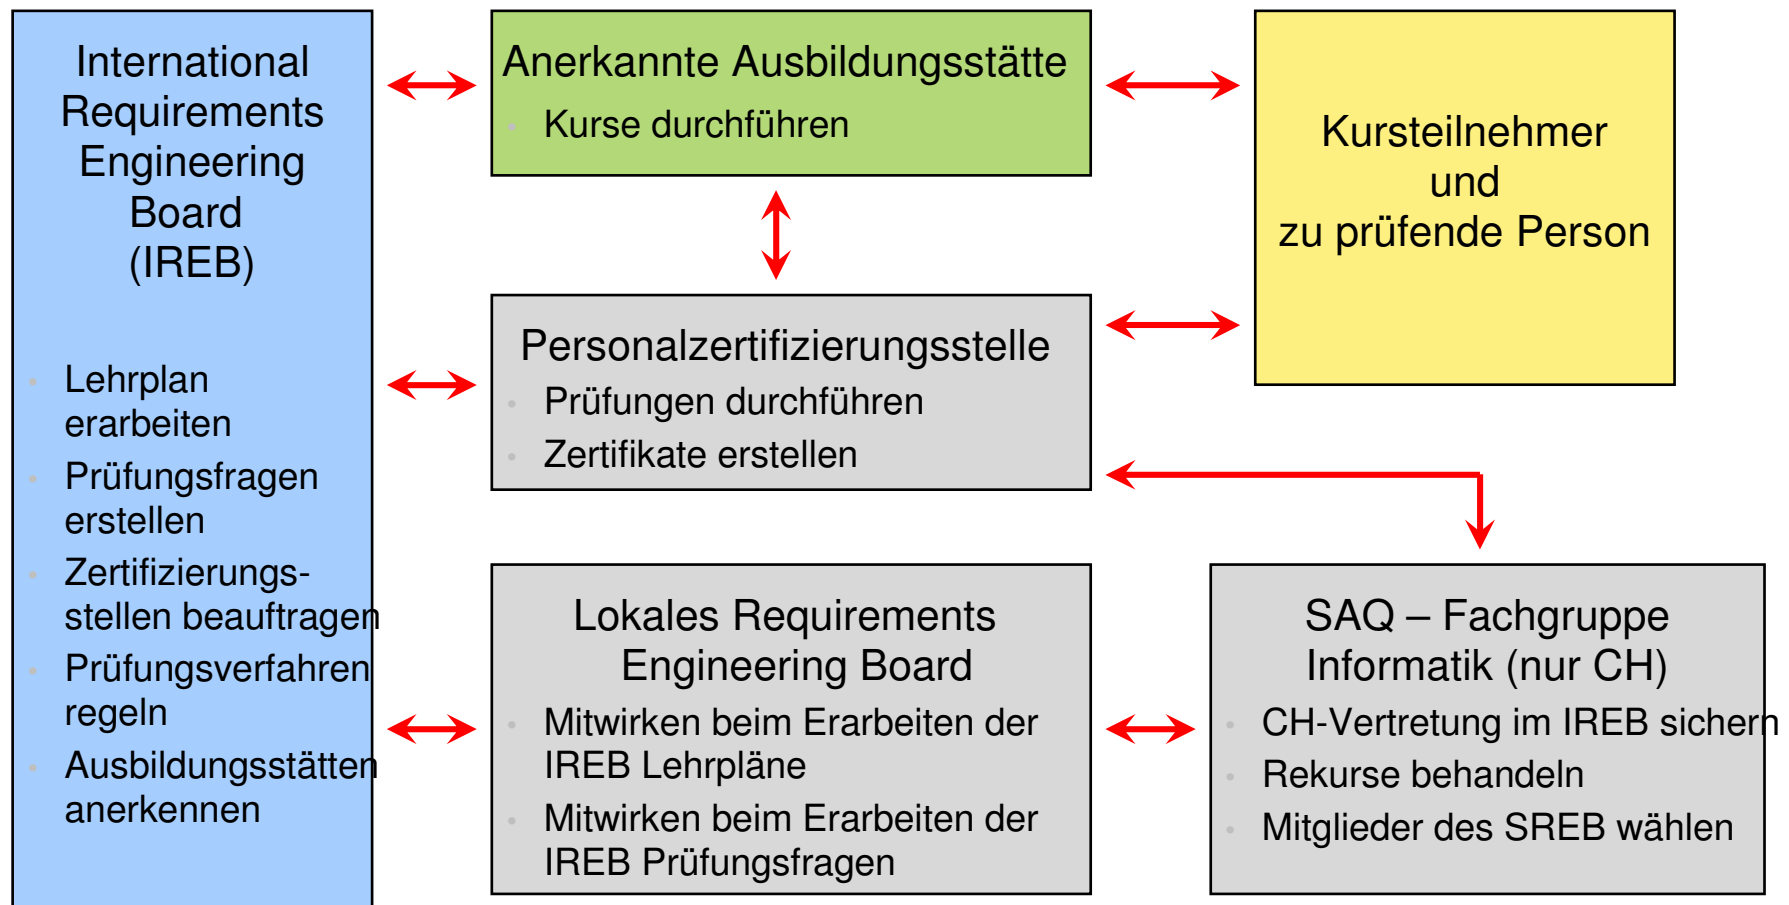 International
Requirements
Engineering
Board
(IREB)
• Lehrplan
erarbeiten
• Prüfungsfragen
erstellen
• Zertifizierungs-
stellen beauftragen
• Prüfungsverfahren
regeln
• Ausbildungsstätten
anerkennen
Anerkannte Ausbildungsstätte
• Kurse durchführen
Kursteilnehmer
und
zu prüfende Person
Personalzertifizierungsstelle
• Prüfungen durchführen
• Zertifikate erstellen
Lokales Requirements
Engineering Board
• Mitwirken beim Erarbeiten der
IREB Lehrpläne
• Mitwirken beim Erarbeiten der
IREB Prüfungsfragen
SAQ – Fachgruppe
Informatik (nur CH)
• CH-Vertretung im IREB sichern
• Rekurse behandeln
• Mitglieder des SREB wählen